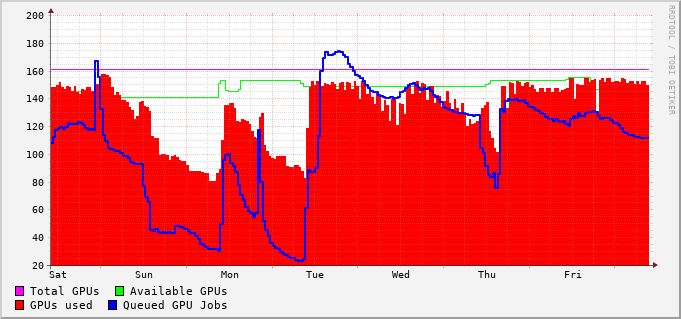 200
180
160
140
120
100
80
60
40
20
Sat Sun Mon Tue Wed Thu Fri
Total GPUs Available GPUs
GPUs used Queued GPU Jobs
RRDTOOL / TOBI OETIKER